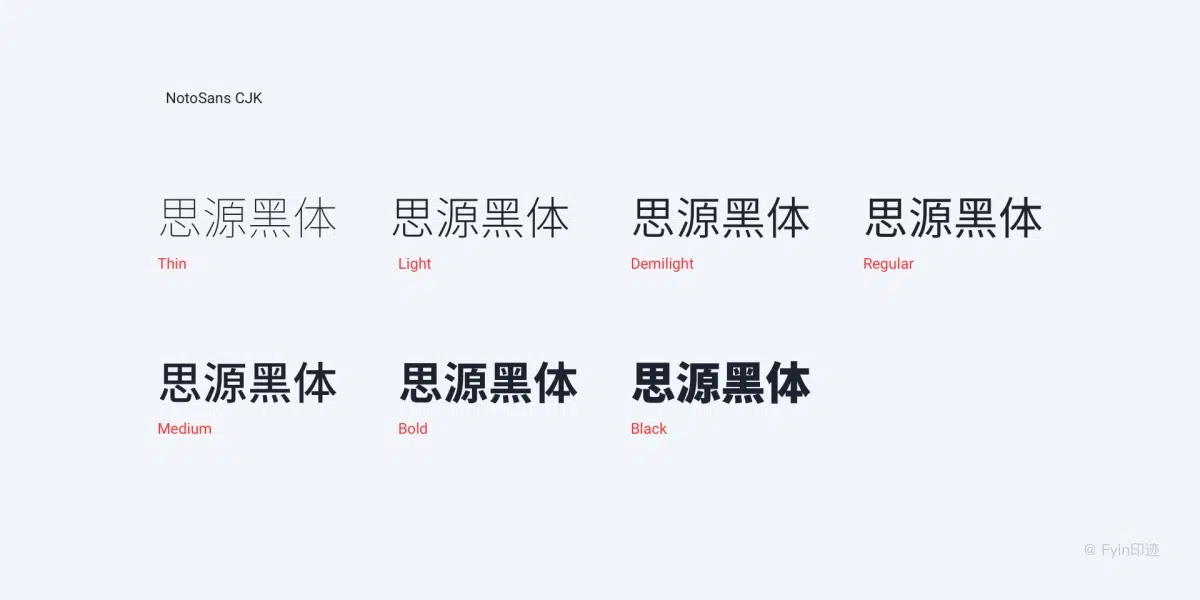 NotoSans CJK
思源黑体 思源黑体 思源黑体 思源黑体
Thin Light Demilight Regular
思源黑体 思源黑体 思源黑体
Medium Bold Black
@ Fyin印迹